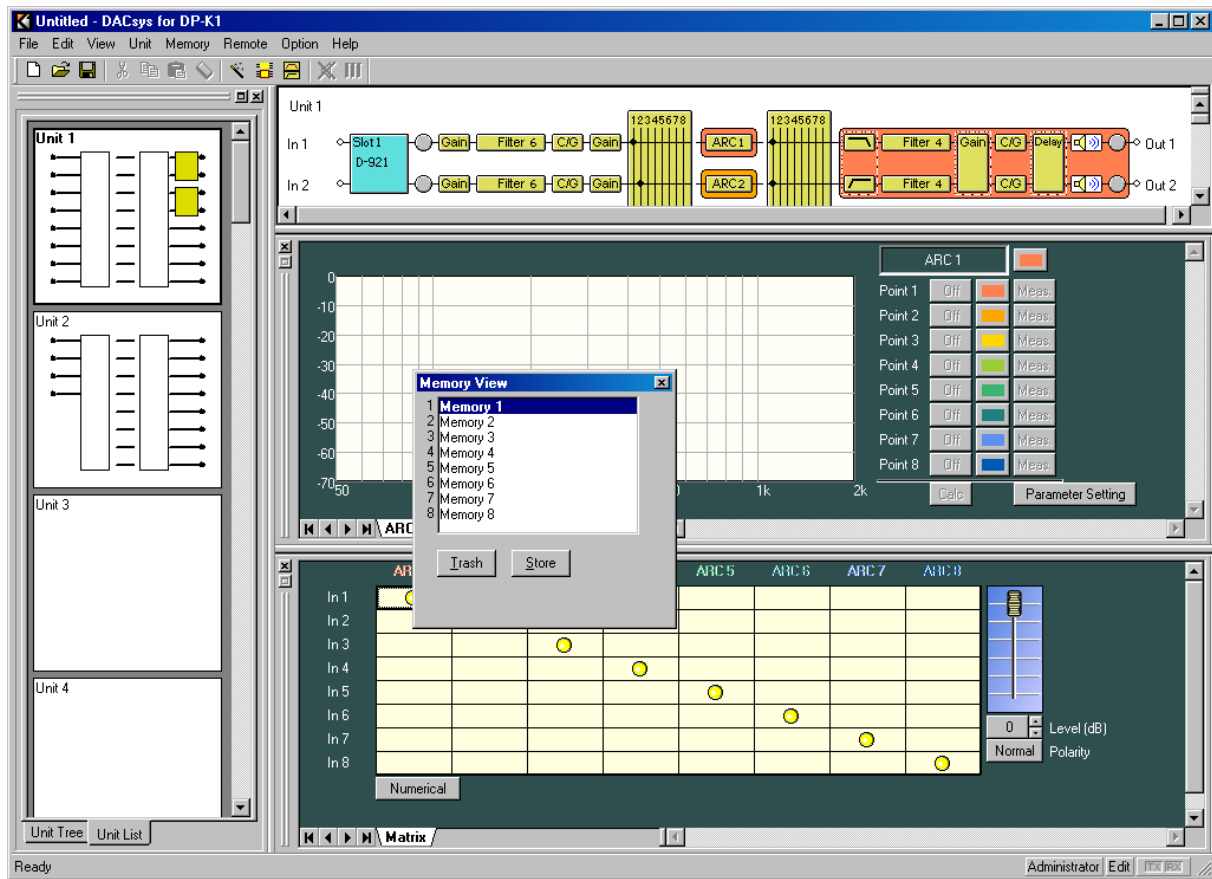 Untitled - DACsys for DP-K1
File Edit View Unit Memory Remote Option Help
Unit 1
Unit 2
Unit 3
Unit 4
Unit Tree Unit List
Unit 1
12345678 12345678
In 1 Slot1 Gain Filter 6 C/G Gain ARC1 Filter 4 Gain C/G Delay Out 1
D-921
In 2 Gain Filter 6 C/G Gain ARC2 Filter 4 C/G Out 2
ARC 1
0
-10
-20
-30
-40
-50
-60
-70
50 1k 2k
Point 1 Off Meas.
Point 2 Off Meas.
Point 3 Off Meas.
Point 4 Off Meas.
Point 5 Off Meas.
Point 6 Off Meas.
Point 7 Off Meas.
Point 8 Off Meas.
Calc Parameter Setting
ARC
Memory View
1 Memory 1
2 Memory 2
3 Memory 3
4 Memory 4
5 Memory 5
6 Memory 6
7 Memory 7
8 Memory 8
Trash Store
AR ARC 5 ARC 6 ARC 7 ARC 8
In 1
In 2
In 3
In 4
In 5
In 6
In 7
In 8
0 Level (dB)
Normal Polarity
Numerical
Matrix
Ready Administrator Edit TX RX